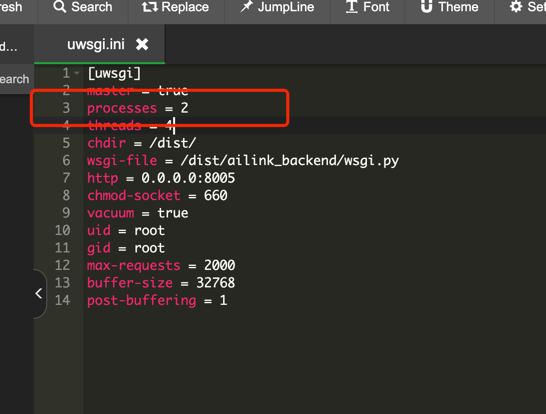 resh Search Replace JumpLine Font Theme Set
d... uwsgi.ini
earch
1 [uwsgi]
2 master = true
3 processes = 2
4 threads = 4
5 chdir = /dist/
6 wsgi-file = /dist/ailink_backend/wsgi.py
7 http = 0.0.0.0:8005
8 chmod-socket = 660
9 vacuum = true
10 uid = root
11 gid = root
12 max-requests = 2000
13 buffer-size = 32768
14 post-buffering = 1